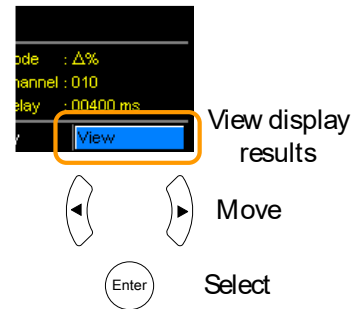 ode : Δ%
hannel : 010
elay : 00400 ms
View
View display
results
Move
Enter
Select